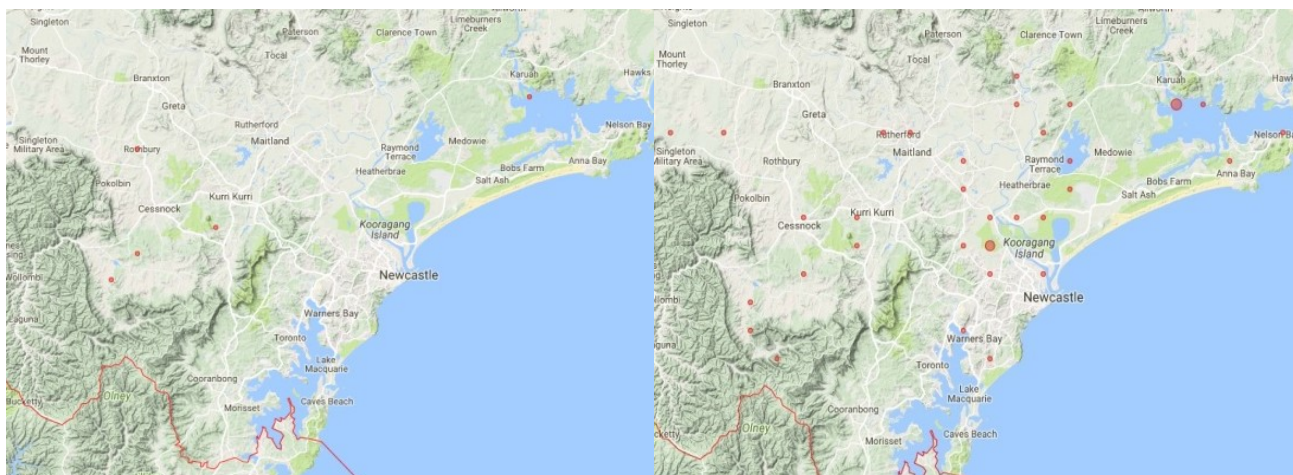 Singleton
Paterson
Clarence Town
Limeburners
Creek
Mount
Thorley
Tocal
Branxton
Karuah
Hawks
Greta
Rutherford
Nelson Bay
Singleton
Military Area
Rothbury
Maitland
Raymond
Terrace
Medowie
Anna Bay
Heatherbrae
Bobs Farm
Pokolbin
Salt Ash
Kurri Kurri
Cessnock
Kooragang
Island
Wollombi
Newcastle
Laguna
Warners Bay
Toronto
Lake
Macquarie
Cooranbong
Olney
Morisset
Caves Beach
Singleton
Paterson
Clarence Town
Limeburners
Creek
Mount
Thorley
Tocal
Branxton
Karuah
Greta
Rutherford
Nelson Bay
Singleton
Military Area
Rothbury
Maitland
Raymond
Terrace
Medowie
Anna Bay
Heatherbrae
Bobs Farm
Pokolbin
Salt Ash
Kurri Kurri
Cessnock
Kooragang
Island
Newcastle
Warners Bay
Toronto
Lake
Macquarie
Cooranbong
Olney
Morisset
Caves Beach